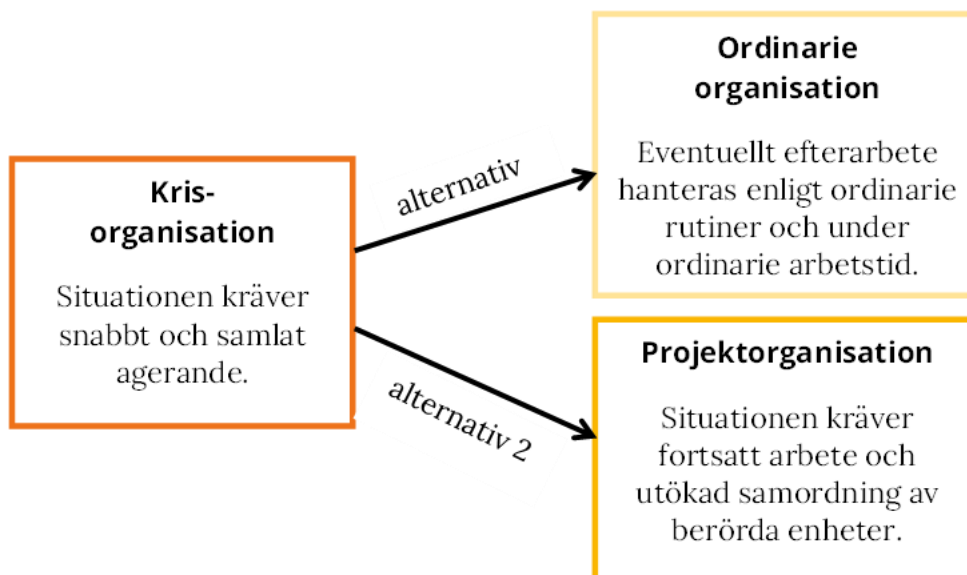 Kris-
organisation
Situationen kräver
snabbt och samlat
agerande.
alternativ
alternativ 2
Ordinarie
organisation
Eventuellt efterarbete
hanteras enligt ordinarie
rutiner och under
ordinarie arbetstid.
Projektorganisation
Situationen kräver
fortsatt arbete och
utökad samordning av
berörda enheter.